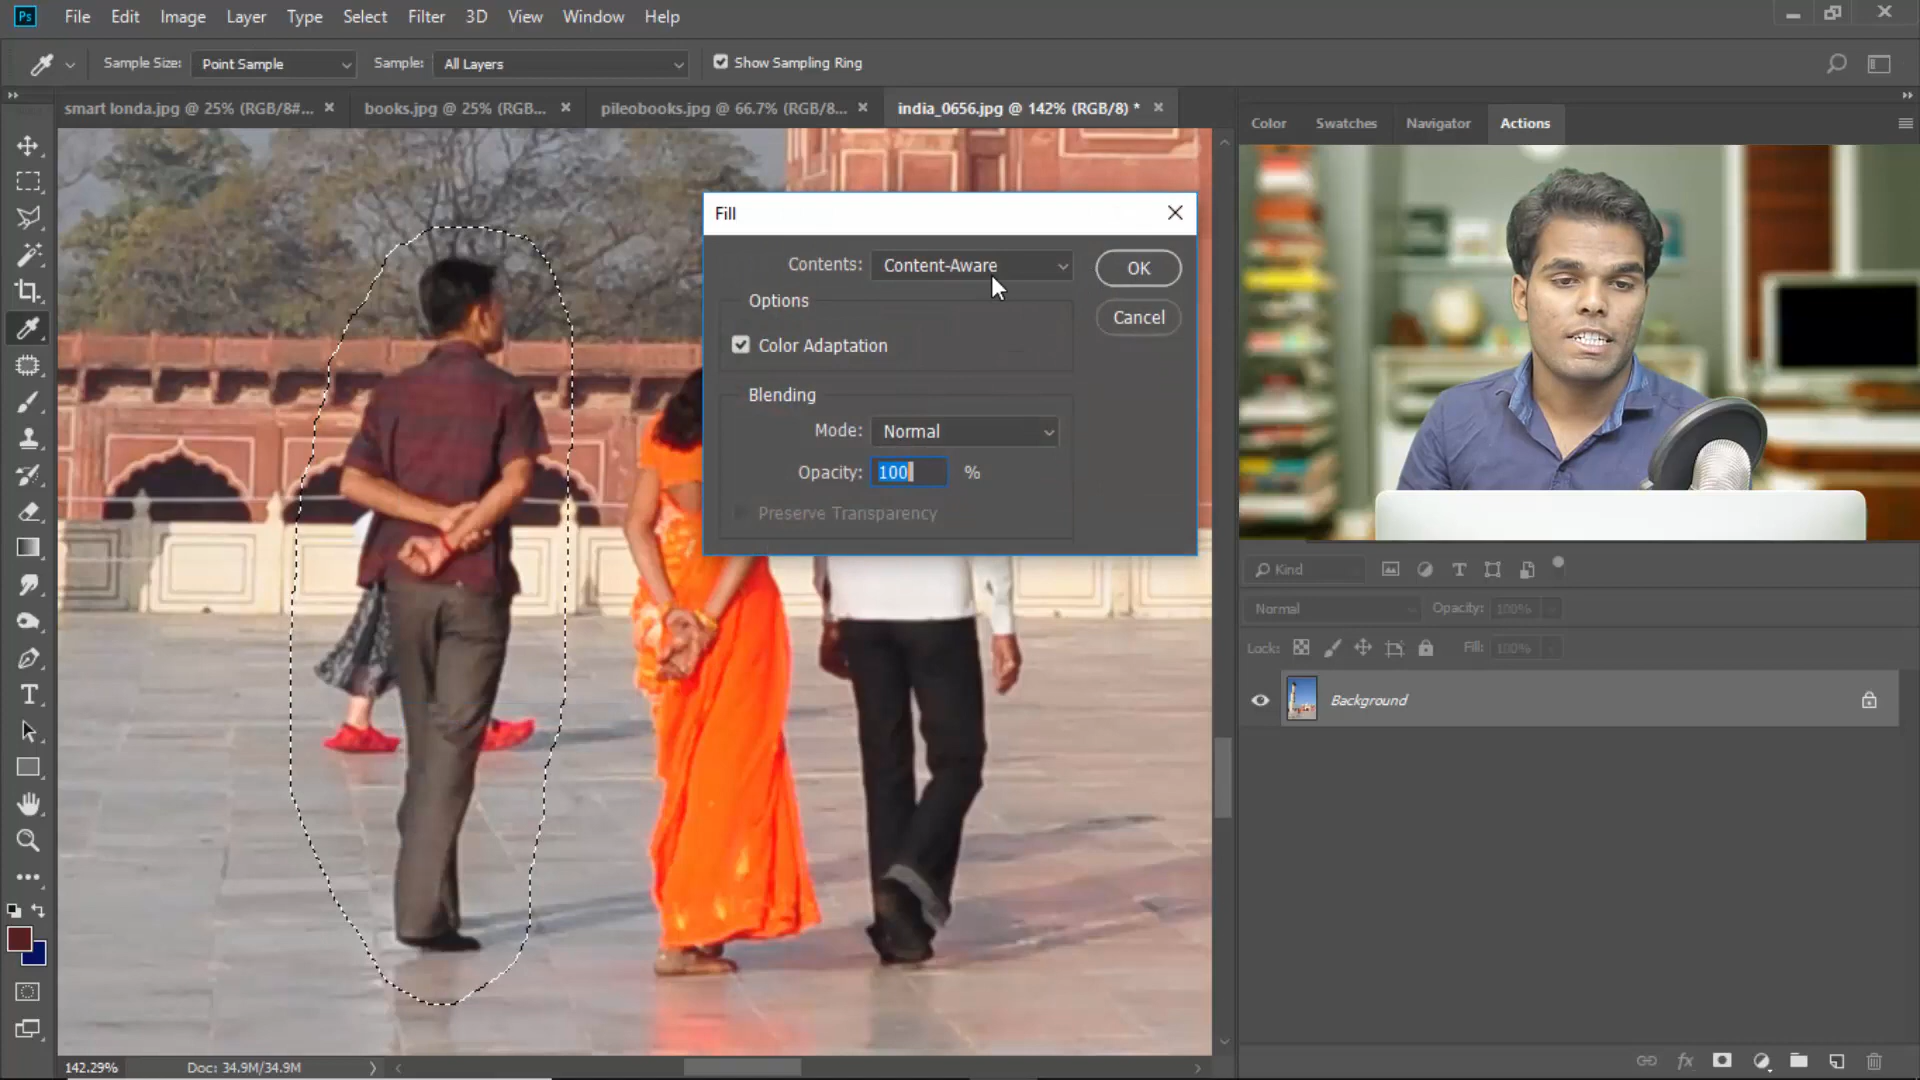 Ps File Edit Image Layer Type Select Filter 3D View Window Help
Sample Size: Point Sample Sample: All Layers Show Sampling Ring
smart londa.jpg @ 25% (RGB/8#... × books.jpg @ 25% (RGB... × pileobooks.jpg @ 66.7% (RGB/8... × india_0656.jpg @ 142% (RGB/8) * ×
Color Swatches Navigator Actions
Fill
Contents: Content-Aware OK
Options
Cancel
Color Adaptation
Blending
Mode: Normal
Opacity: 100 %
Preserve Transparency
Kind
Normal Opacity: 100%
Lock: Fill: 100%
Background
142.29% Doc: 34.9M/34.9M